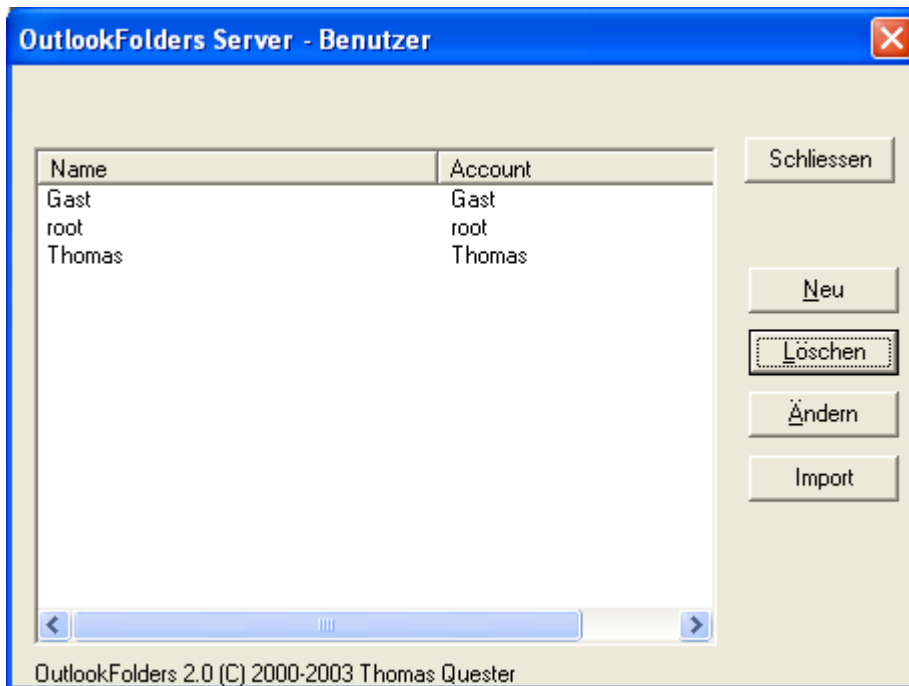 OutlookFolders Server - Benutzer
Name Account
Gast Gast
root root
Thomas Thomas
Schliessen
Neu
Löschen
Ändern
Import
OutlookFolders 2.0 (C) 2000-2003 Thomas Quester